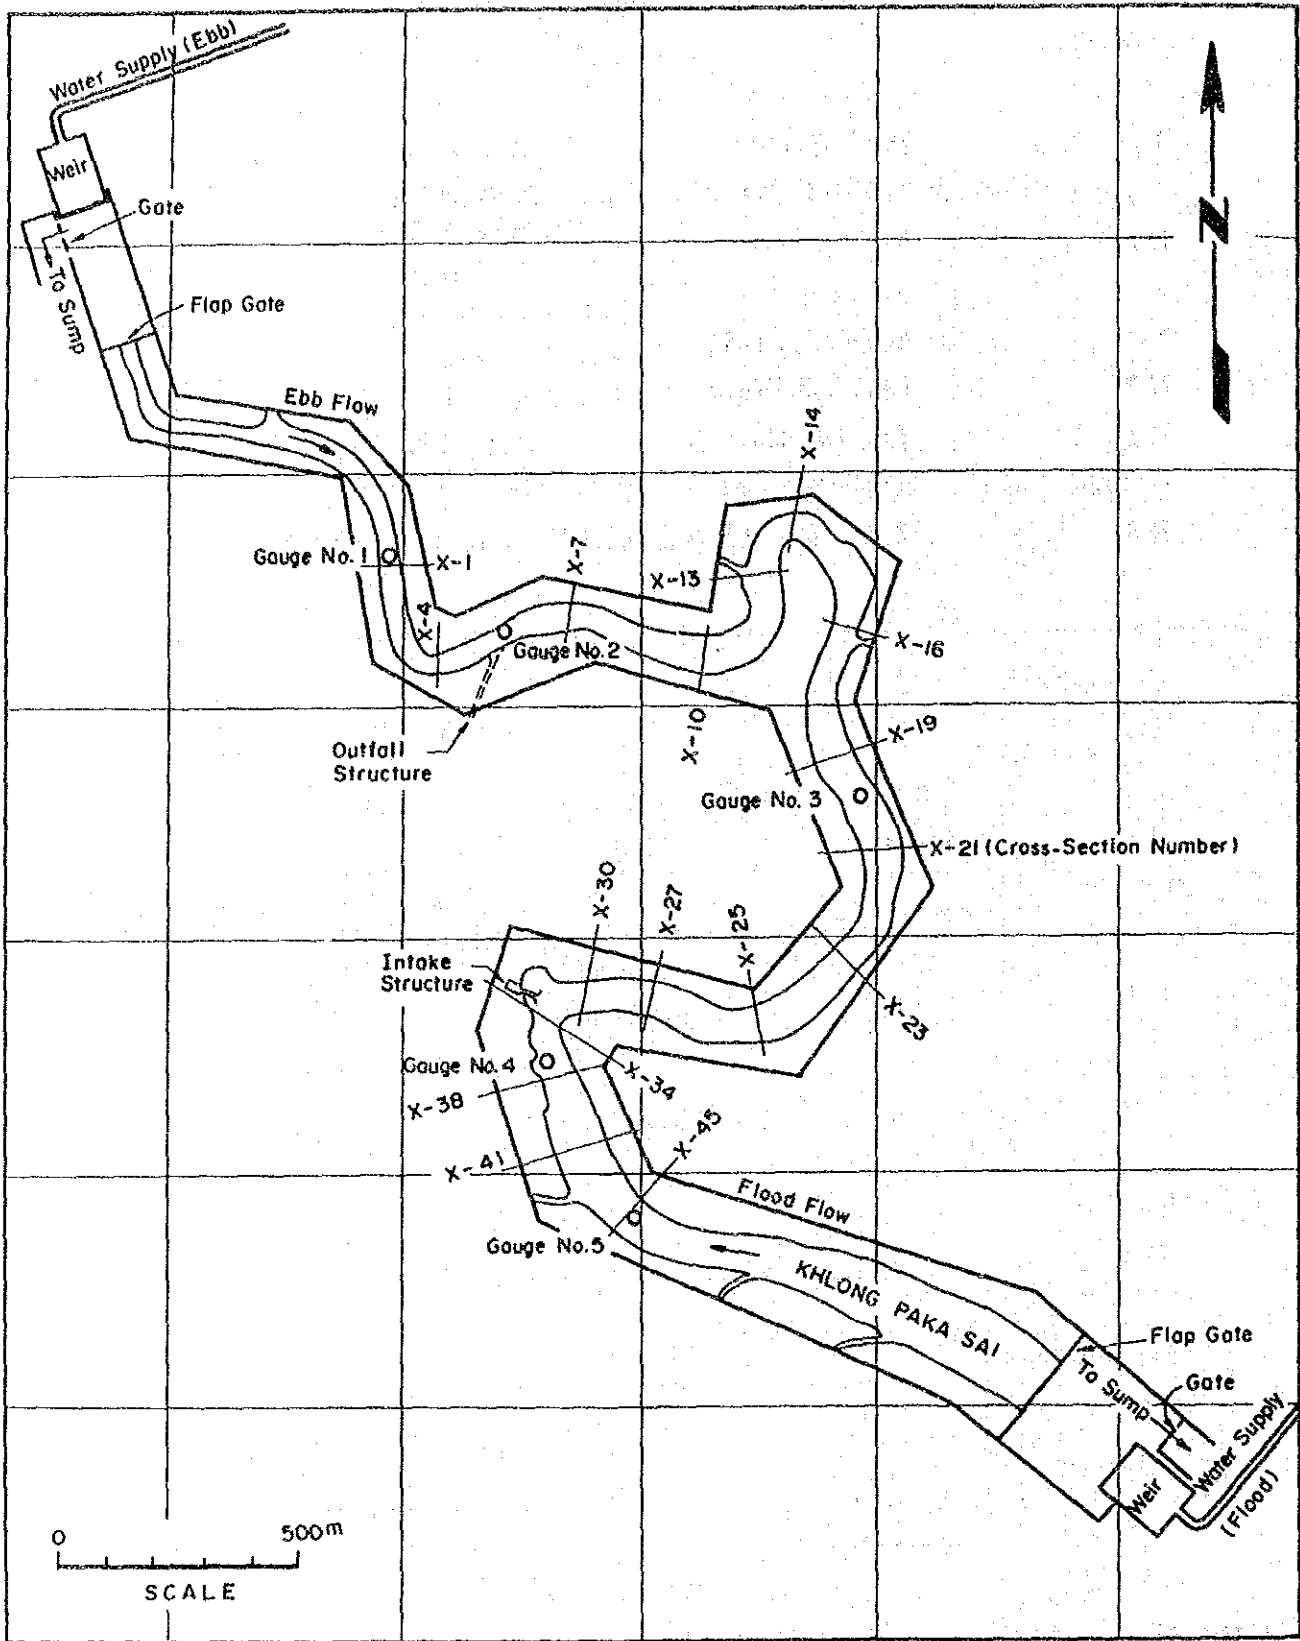 Water Supply (Ebb)
Weir
Gate
To Sump
Flap Gate
Ebb Flow
N
X-14
Gauge No. 1
X-1
X-7
X-13
X-4
Gauge No. 2
X-16
X-10
X-19
Outfall
Structure
Gauge No. 3
X-21 (Cross-Section Number)
X-30
X-27
X-25
Intake
Structure
X-23
Gauge No. 4
X-34
X-38
X-45
X-41
Flood Flow
Gauge No. 5
KHLONG PAKA SAI
Flap Gate
To Sump
Gate
Water Supply
(Flood)
Weir
0 500m
SCALE